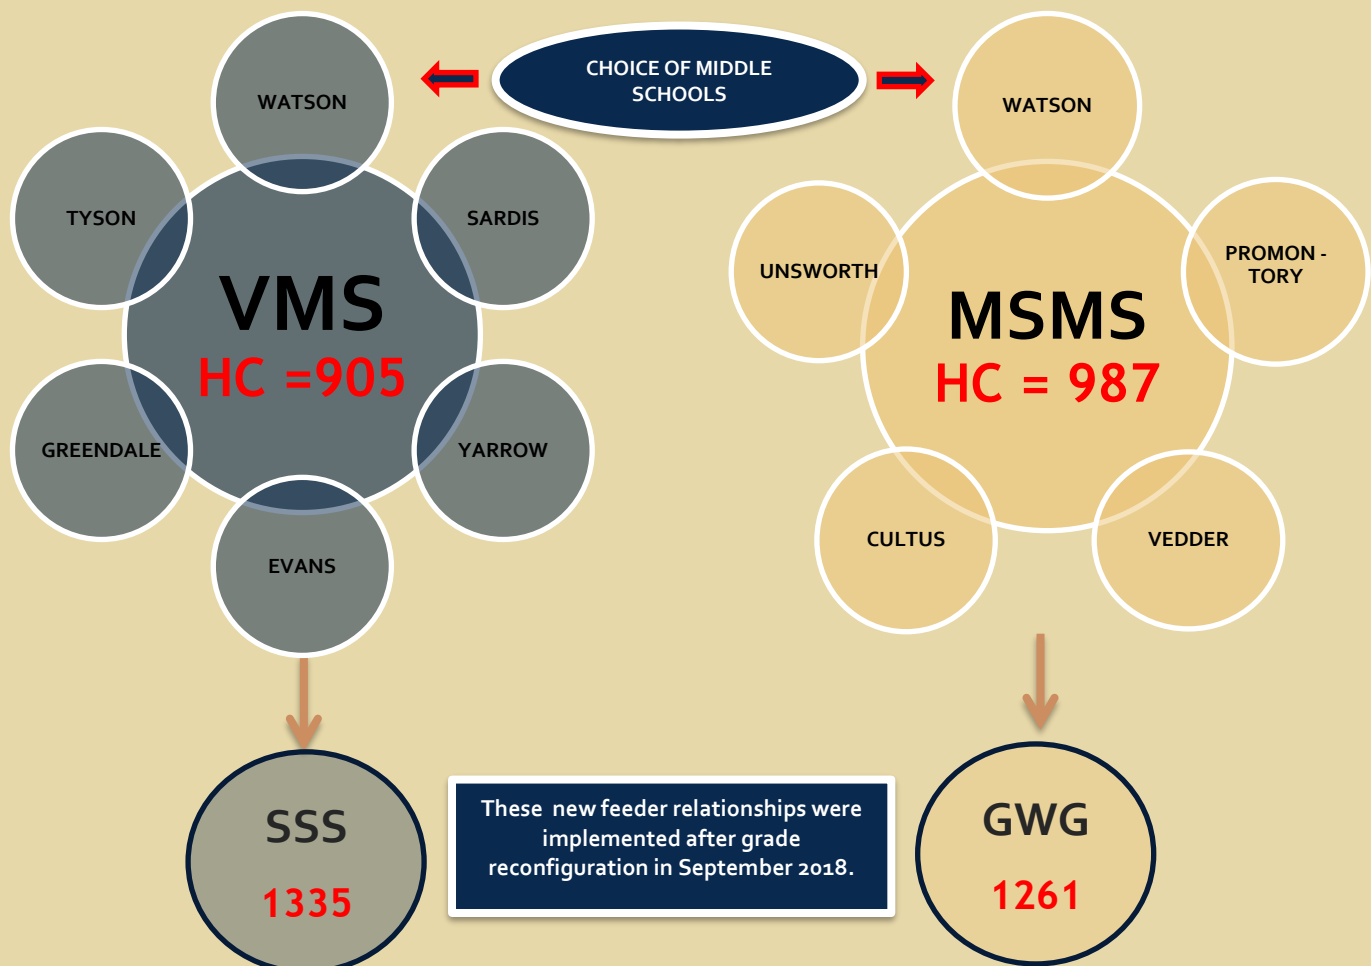 CHOICE OF MIDDLE
SCHOOLS
WATSON
TYSON
SARDIS
VMS
HC =905
GREENDALE
YARROW
EVANS
WATSON
UNSWORTH
PROMON -
TORY
MSMS
HC = 987
CULTUS
VEDDER
SSS
1335
These  new feeder relationships were
implemented after grade
reconfiguration in September 2018.
GWG
1261